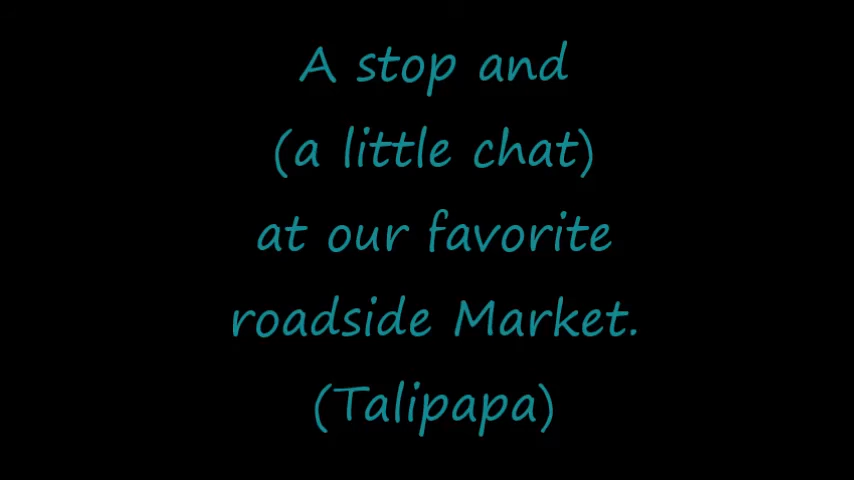 A stop and
(a little chat)
at our favorite
roadside Market.
(Talipapa)